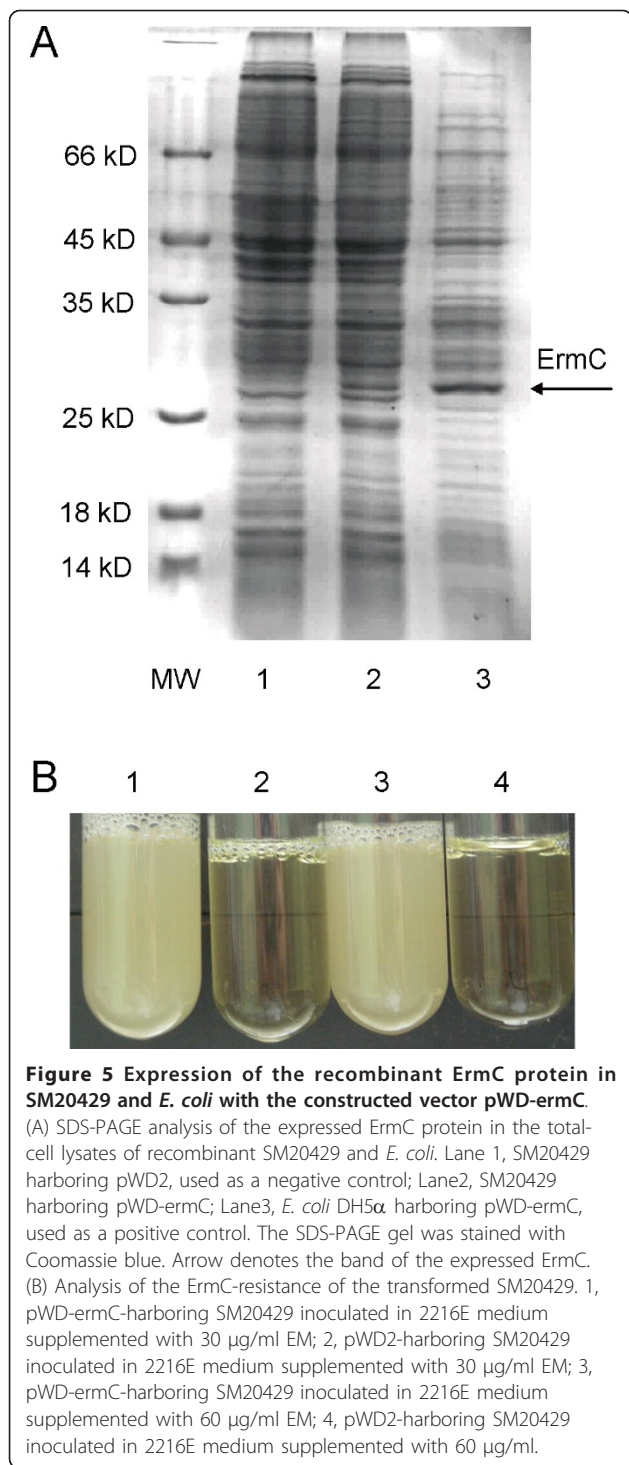 A
66 kD
45 kD
35 kD
ErmC
25 kD
18 kD
14 kD
MW 1 2 3
B 1 2 3 4
Figure 5 Expression of the recombinant ErmC protein in
SM20429 and E. coli with the constructed vector pWD-ermC.
(A) SDS-PAGE analysis of the expressed ErmC protein in the total-
cell lysates of recombinant SM20429 and E. coli. Lane 1, SM20429
harboring pWD2, used as a negative control; Lane2, SM20429
harboring pWD-ermC; Lane3, E. coli DH5α harboring pWD-ermC,
used as a positive control. The SDS-PAGE gel was stained with
Coomassie blue. Arrow denotes the band of the expressed ErmC.
(B) Analysis of the ErmC-resistance of the transformed SM20429. 1,
pWD-ermC-harboring SM20429 inoculated in 2216E medium
supplemented with 30 μg/ml EM; 2, pWD2-harboring SM20429
inoculated in 2216E medium supplemented with 30 μg/ml EM; 3,
pWD-ermC-harboring SM20429 inoculated in 2216E medium
supplemented with 60 μg/ml EM; 4, pWD2-harboring SM20429
inoculated in 2216E medium supplemented with 60 μg/ml.